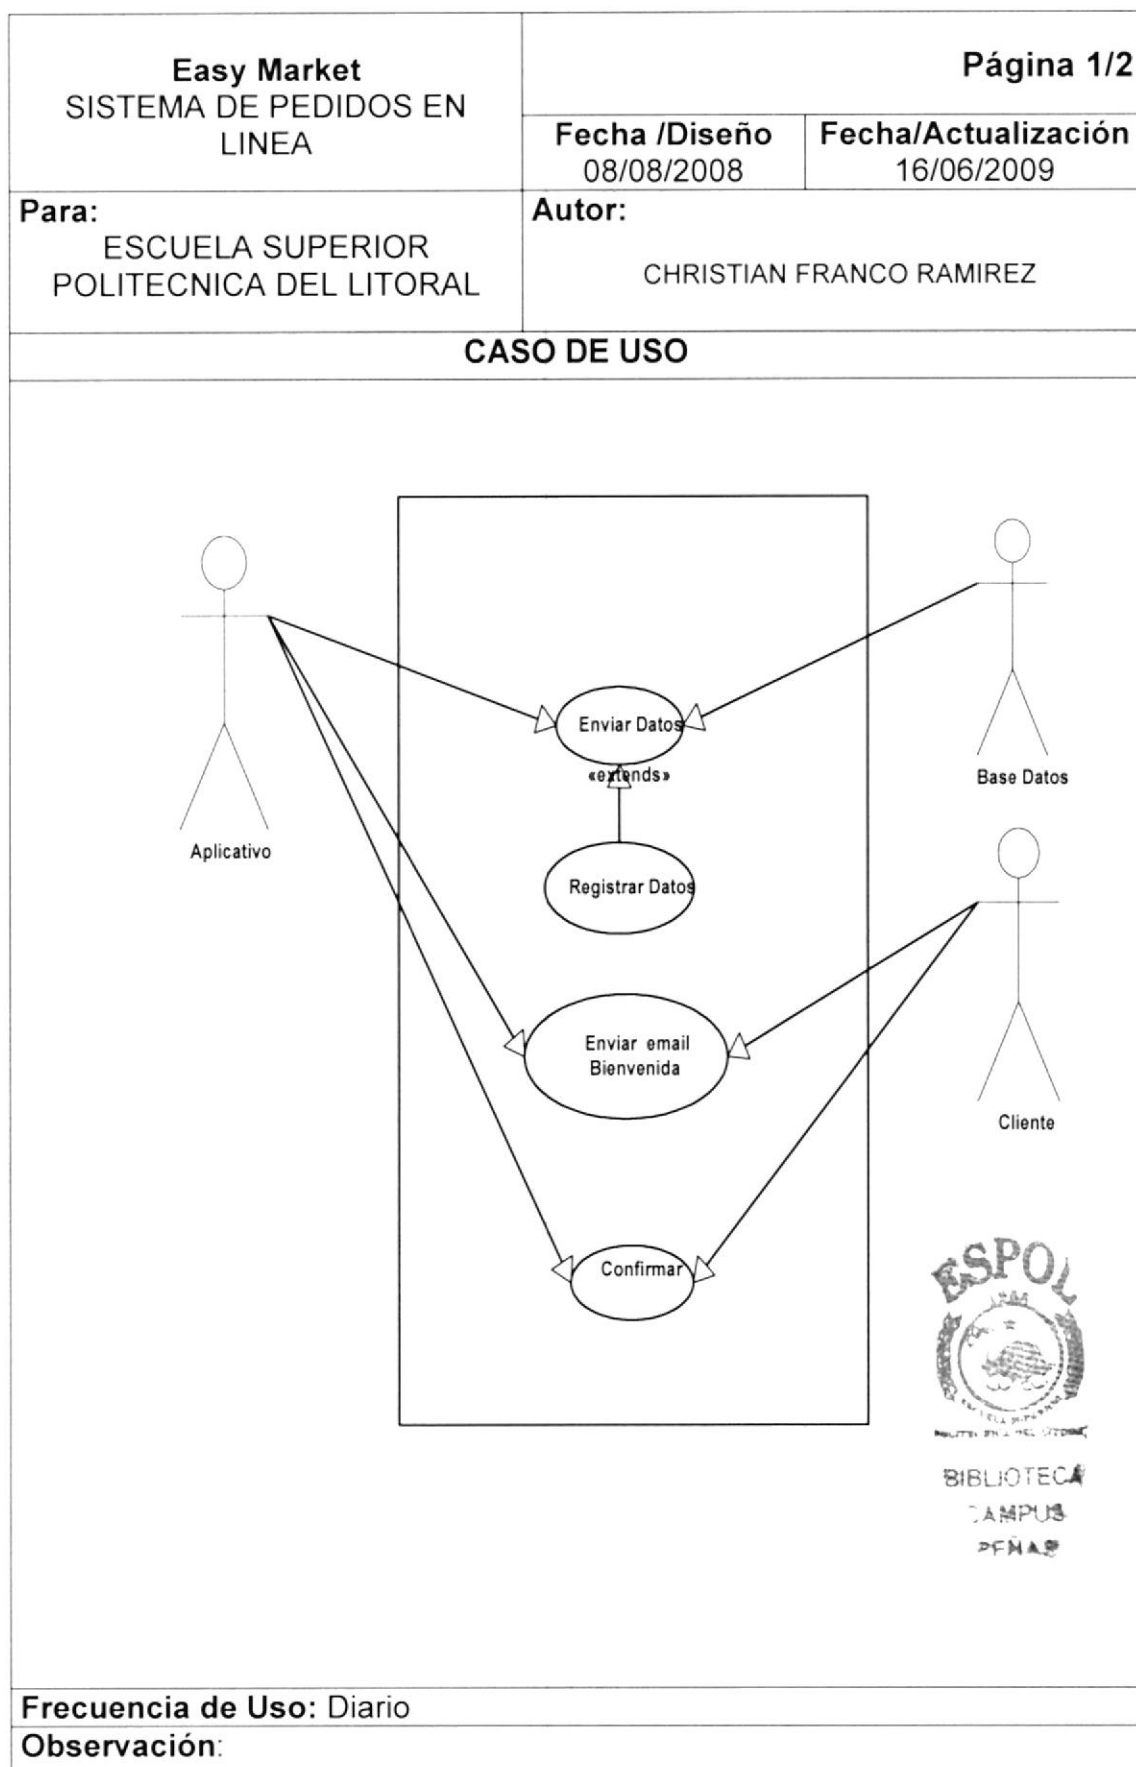 Easy Market
SISTEMA DE PEDIDOS EN
LINEA
Página 1/2
Fecha /Diseño
08/08/2008
Fecha/Actualización
16/06/2009
Para:
ESCUELA SUPERIOR
POLITECNICA DEL LITORAL
Autor:
CHRISTIAN FRANCO RAMIREZ
CASO DE USO
Enviar Datos
«extends»
Base Datos
Aplicativo
Registrar Datos
Enviar email
Bienvenida
Cliente
Confirmar
ESPOL
BIBLIOTECA
CAMPUS
PEÑAS
Frecuencia de Uso: Diario
Observación: